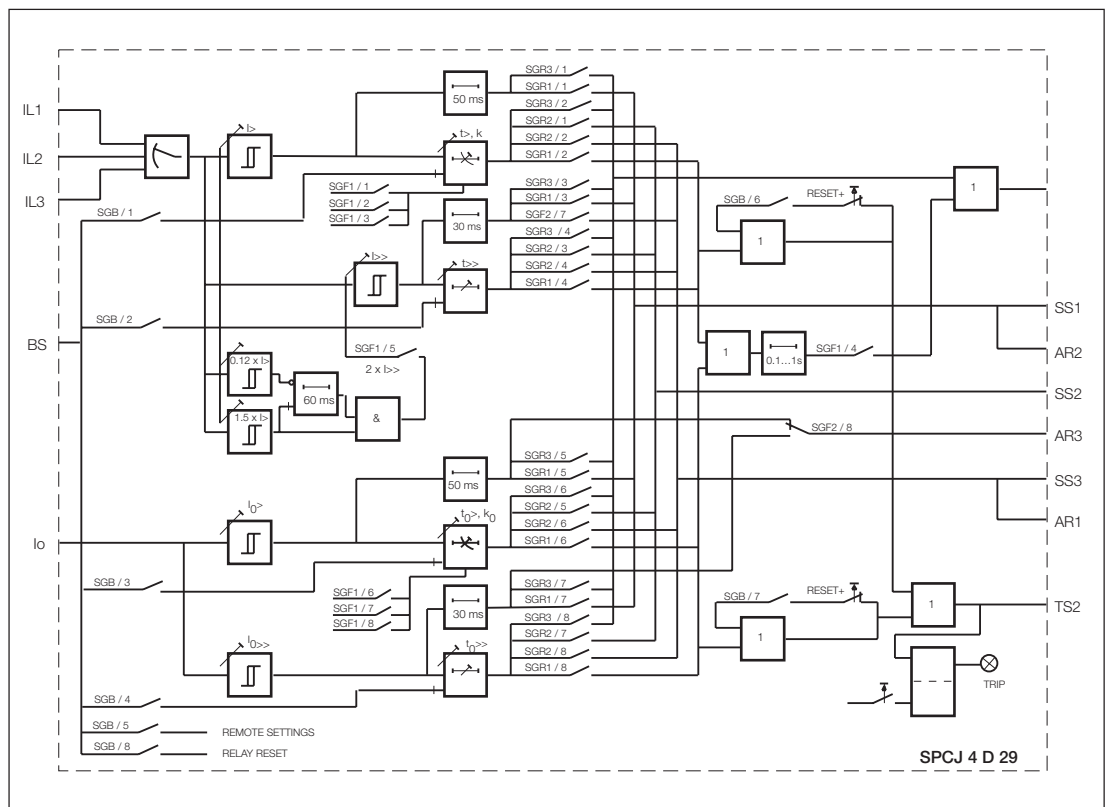 IL1
IL2
IL3
BS
Io
SGB / 1
SGB / 2
SGB / 3
SGB / 4
SGB / 5
SGB / 8
REMOTE SETTINGS
RELAY RESET
I>
I>>
0.12 x I>
1.5 x I>
60 ms
&
SGF1 / 5
2 x I>>
I0>
I0>>
50 ms
t>, k
SGF1 / 1
SGF1 / 2
SGF1 / 3
30 ms
t>>
50 ms
t0>, k0
SGF1 / 6
SGF1 / 7
SGF1 / 8
30 ms
t0>>
SGR3 / 1
SGR1 / 1
SGR3 / 2
SGR2 / 1
SGR2 / 2
SGR1 / 2
SGR3 / 3
SGR1 / 3
SGF2 / 7
SGR3 / 4
SGR2 / 3
SGR2 / 4
SGR1 / 4
SGR3 / 5
SGR1 / 5
SGR3 / 6
SGR2 / 5
SGR2 / 6
SGR1 / 6
SGR3 / 7
SGR1 / 7
SGR3 / 8
SGR2 / 7
SGR2 / 8
SGR1 / 8
SGB / 6
RESET+
1
1
1
0.1...1s
SGF1 / 4
SGF2 / 8
SGB / 7
RESET+
1
1
TRIP
SS1
AR2
SS2
AR3
SS3
AR1
TS2
SPCJ 4 D 29